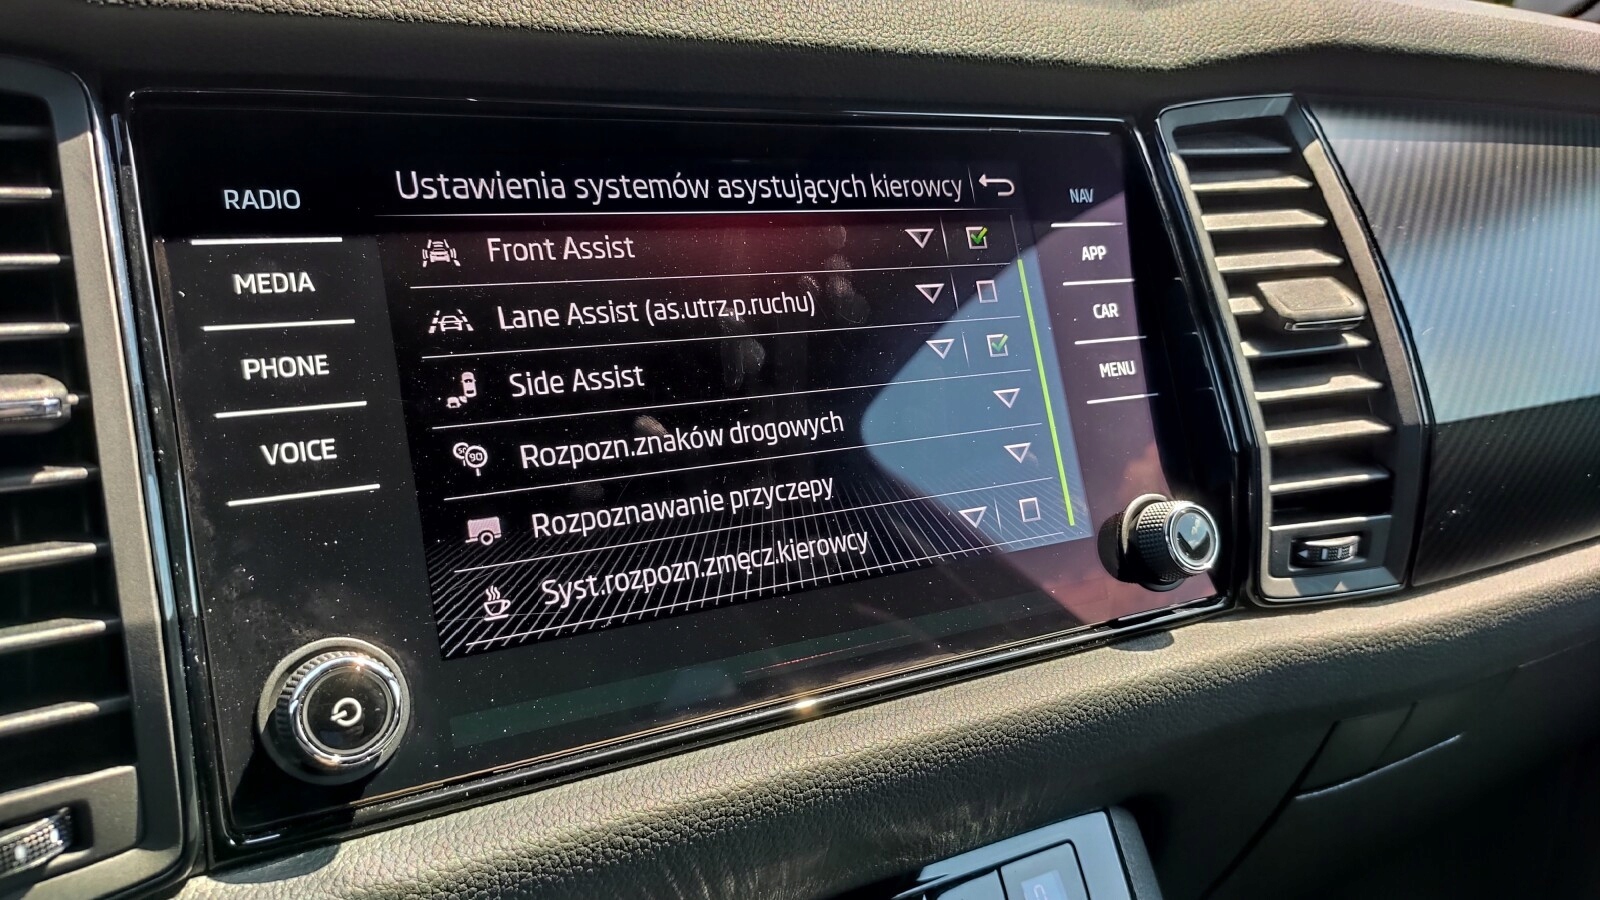 RADIO
MEDIA
PHONE
VOICE
Ustawienia systemów asystujących kierowcy
Front Assist
Lane Assist (as.utrz.p.ruchu)
Side Assist
Rozpozn.znaków drogowych
90
Rozpoznawanie przyczepy
Syst.rozpozn.zmęcz.kierowcy
NAV
APP
CAR
MENU